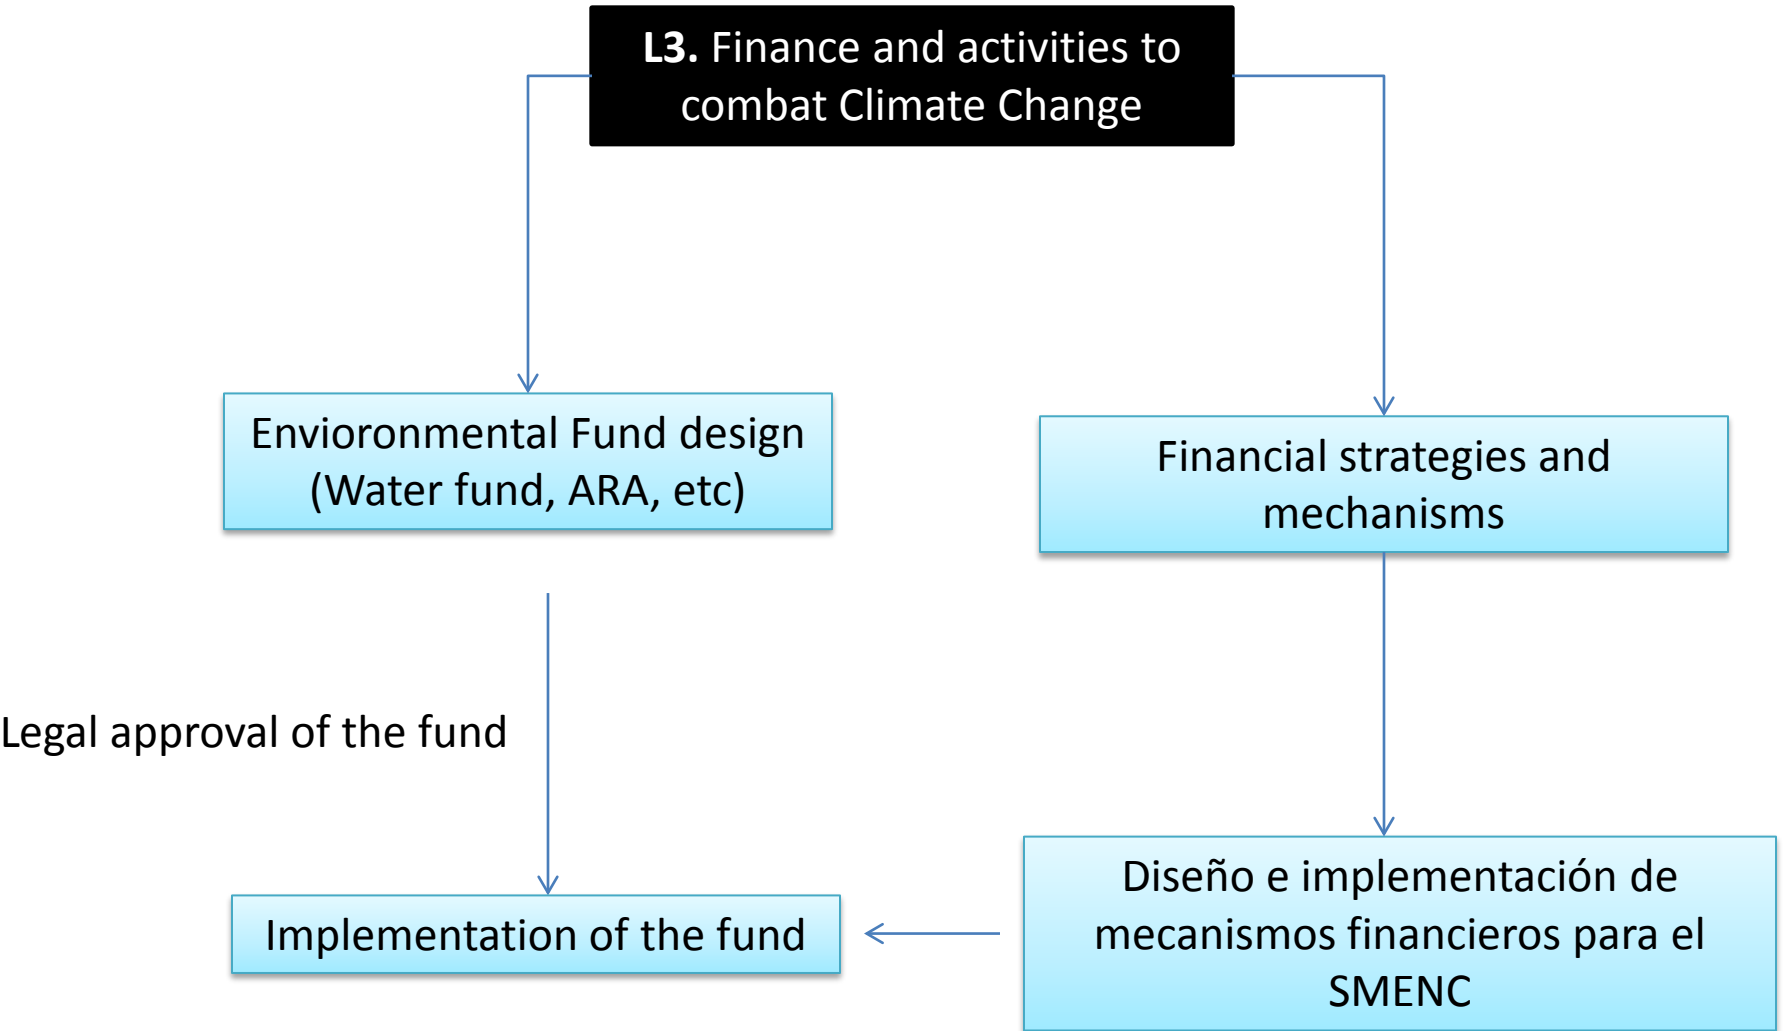 L3. Finance and activities to
combat Climate Change
Envioronmental Fund design
(Water fund, ARA, etc)
Financial strategies and
mechanisms
Legal approval of the fund
Implementation of the fund
Diseño e implementación de
mecanismos financieros para el
SMENC